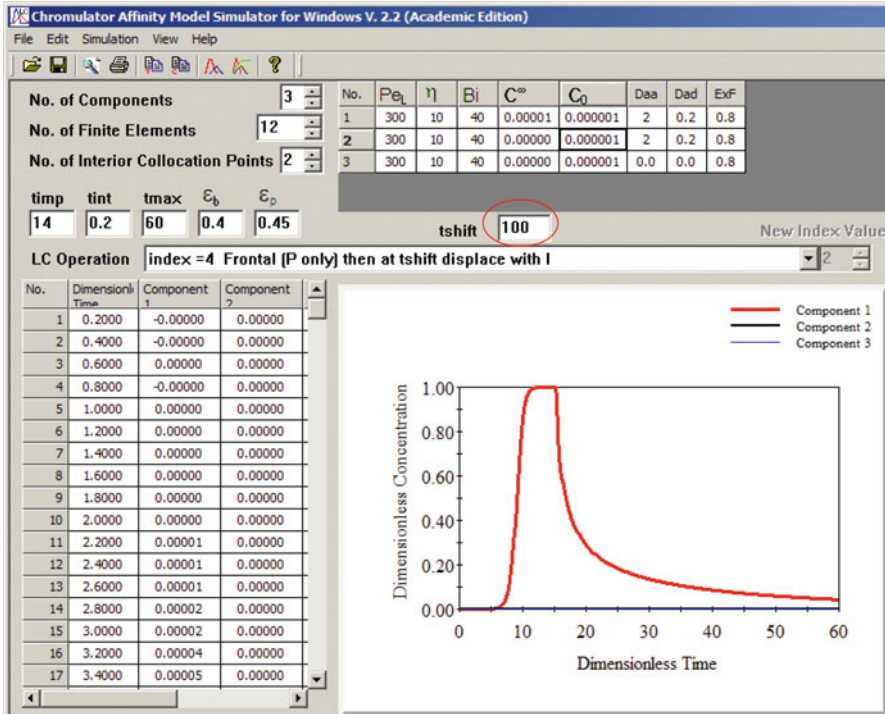 Chromulator Affinity Model Simulator for Windows V. 2.2 (Academic Edition)
File Edit Simulation View Help
No. of Components 3
No. of Finite Elements 12
No. of Interior Collocation Points 2
No. PeL η Bi C∞ C0 Daa Dad ExF
1 300 10 40 0.00001 0.000001 2 0.2 0.8
2 300 10 40 0.00000 0.000001 2 0.2 0.8
3 300 10 40 0.00000 0.000001 0.0 0.0 0.8
timp tint tmax εb εp
14 0.2 60 0.4 0.45
tshift 100
New Index Value
LC Operation index =4 Frontal (P only) then at tshift displace with I 2
No. Dimensionl Time Component 1 Component 2
1 0.2000 -0.00000 0.00000
2 0.4000 -0.00000 0.00000
3 0.6000 0.00000 0.00000
4 0.8000 -0.00000 0.00000
5 1.0000 0.00000 0.00000
6 1.2000 0.00000 0.00000
7 1.4000 0.00000 0.00000
8 1.6000 0.00000 0.00000
9 1.8000 0.00000 0.00000
10 2.0000 0.00000 0.00000
11 2.2000 0.00001 0.00000
12 2.4000 0.00001 0.00000
13 2.6000 0.00001 0.00000
14 2.8000 0.00002 0.00000
15 3.0000 0.00002 0.00000
16 3.2000 0.00004 0.00000
17 3.4000 0.00005 0.00000
Component 1
Component 2
Component 3
Dimensionless Concentration
1.00
0.80
0.60
0.40
0.20
0.00
0 10 20 30 40 50 60
Dimensionless Time